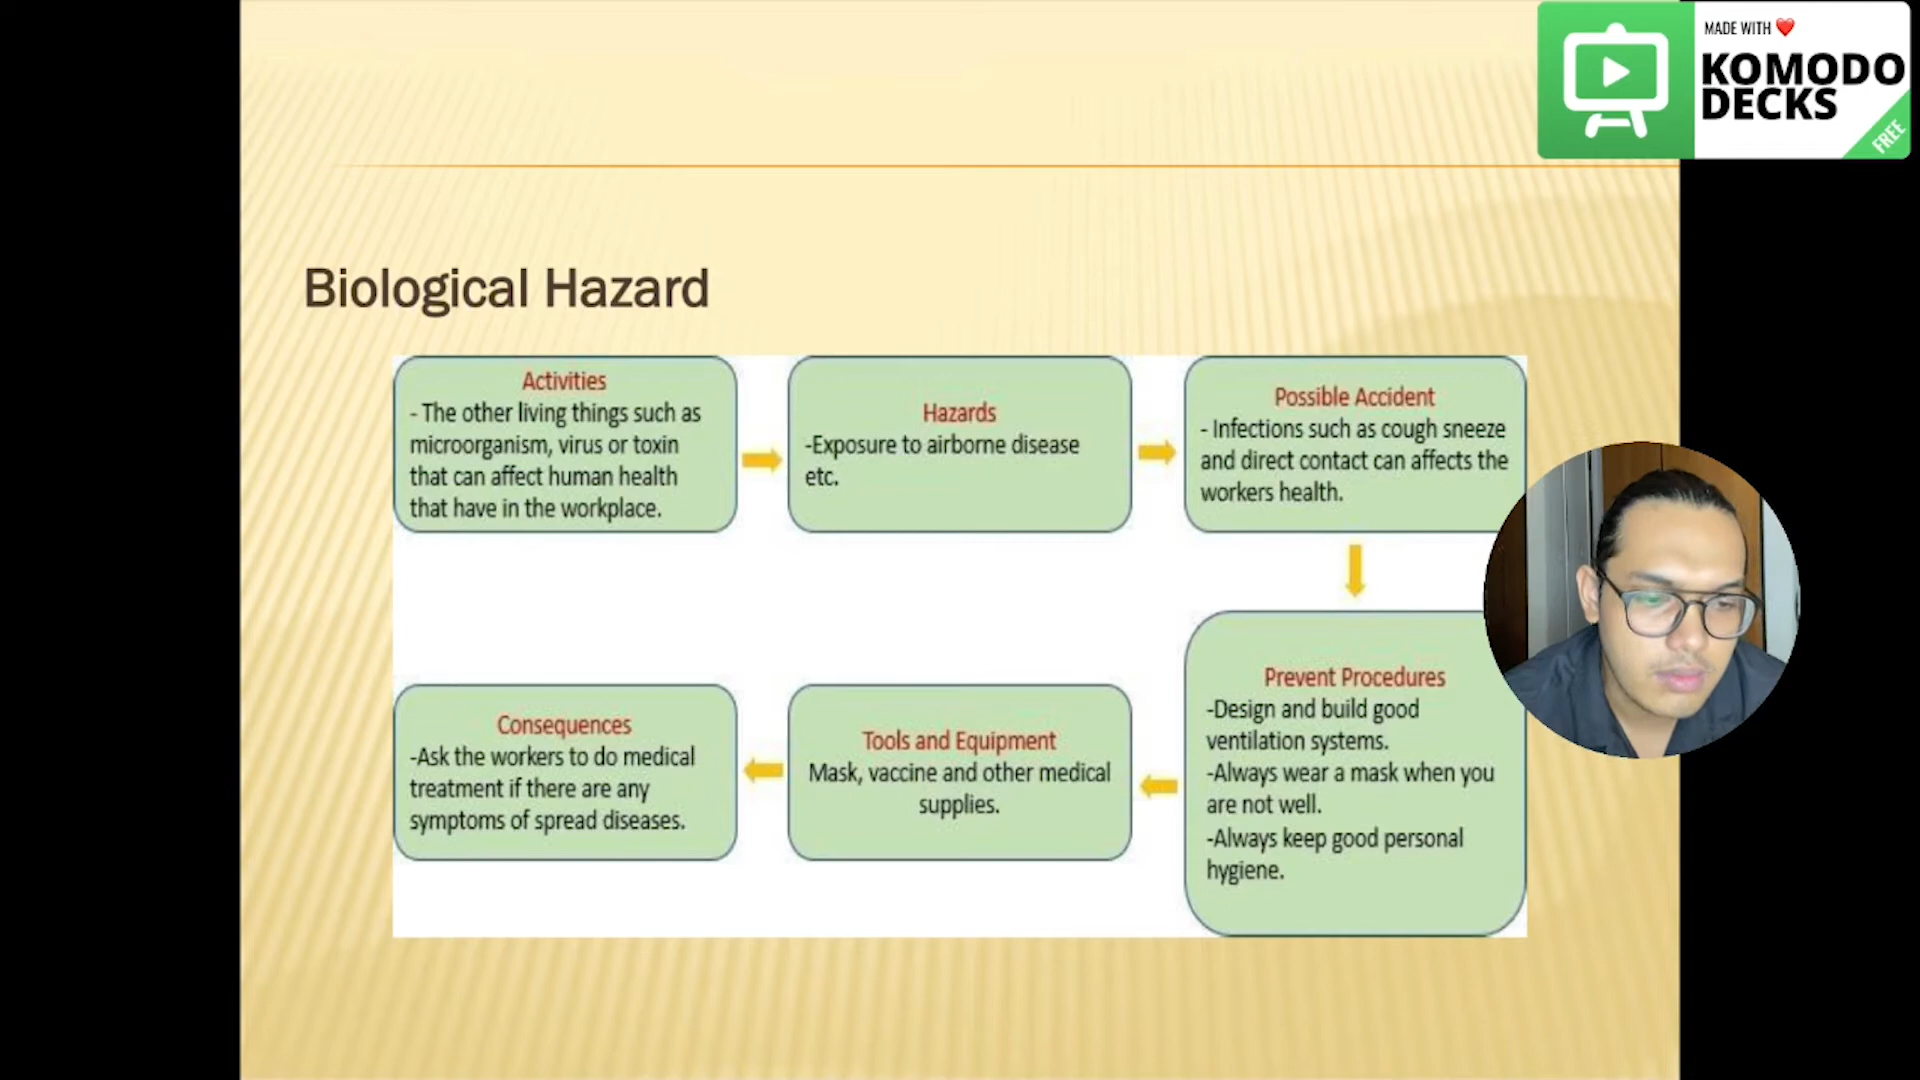 MADE WITH ❤️
KOMODO
DECKS
FREE
Biological Hazard
Activities
- The other living things such as
microorganism, virus or toxin
that can affect human health
that have in the workplace.
Hazards
-Exposure to airborne disease
etc.
Possible Accident
- Infections such as cough sneeze
and direct contact can affects the
workers health.
Prevent Procedures
-Design and build good
ventilation systems.
-Always wear a mask when you
are not well.
-Always keep good personal
hygiene.
Tools and Equipment
Mask, vaccine and other medical
supplies.
Consequences
-Ask the workers to do medical
treatment if there are any
symptoms of spread diseases.